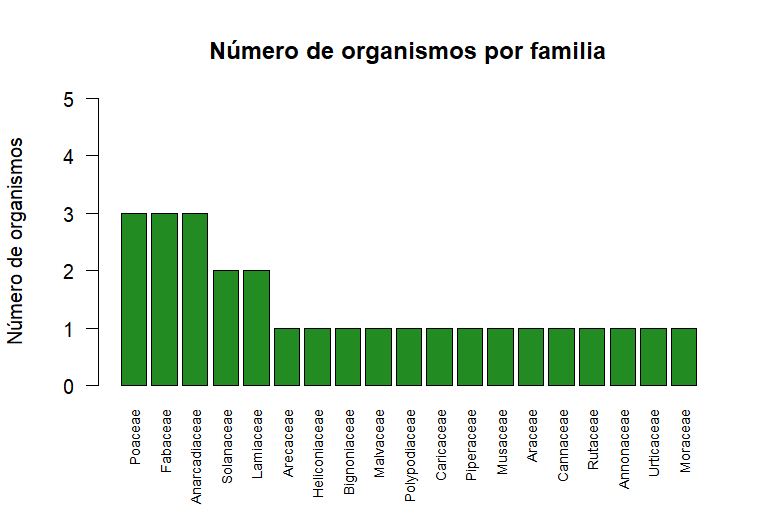 Número de organismos por familia
Número de organismos
5
4
3
2
1
0
Poaceae
Fabaceae
Anarcadiaceae
Solanaceae
Lamiaceae
Arecaceae
Heliconiaceae
Bignoniaceae
Malvaceae
Polypodiaceae
Caricaceae
Piperaceae
Musaceae
Araceae
Cannaceae
Rutaceae
Annonaceae
Urticaceae
Moraceae